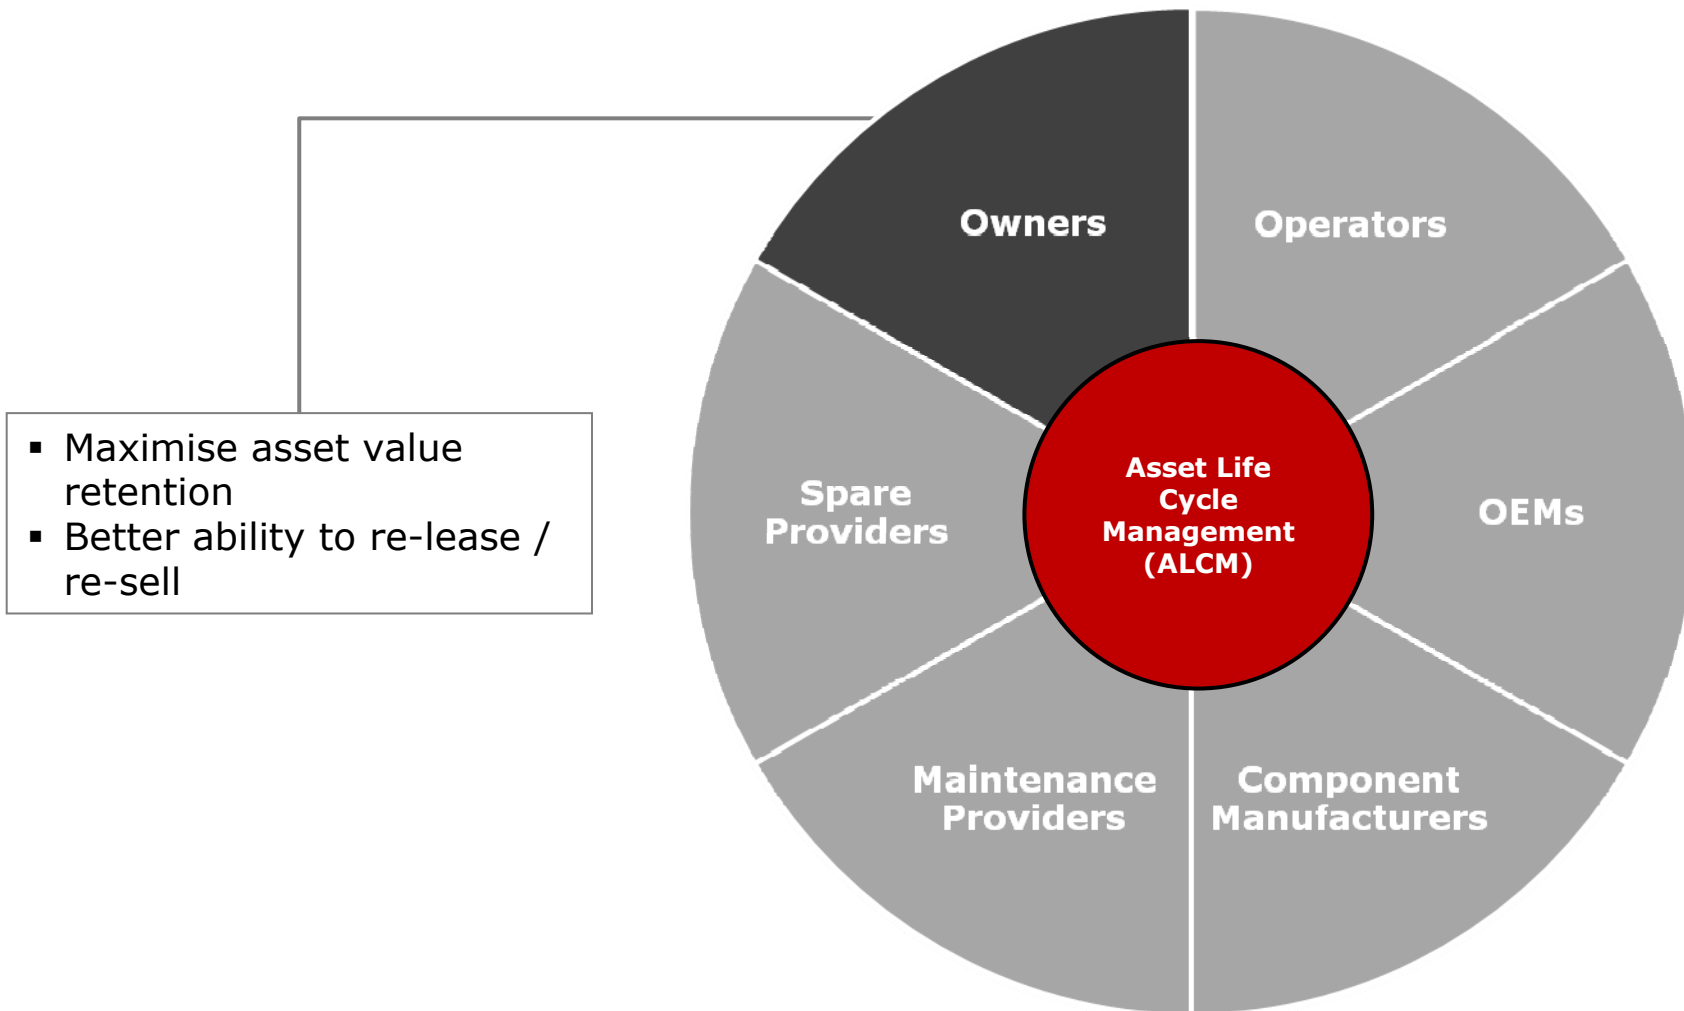 Owners
Operators
▪ Maximise asset value
retention
▪ Better ability to re-lease /
re-sell
Spare
Providers
Asset Life
Cycle
Management
(ALCM)
OEMs
Maintenance
Providers
Component
Manufacturers